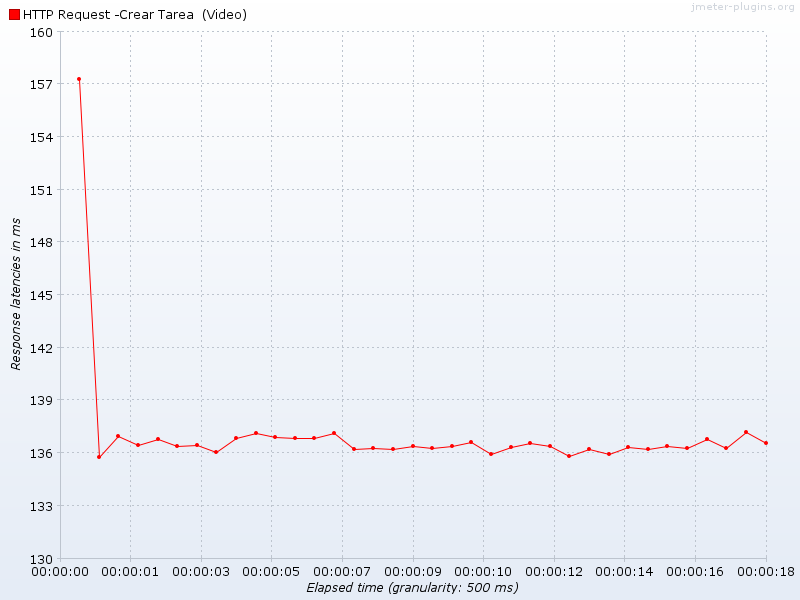 jmeter-plugins.org
HTTP Request -Crear Tarea (Video)
160
157
154
151
148
145
142
139
136
133
130
Response latencies in ms
00:00:00 00:00:01 00:00:03 00:00:05 00:00:07 00:00:09 00:00:10 00:00:12 00:00:14 00:00:16 00:00:18
Elapsed time (granularity: 500 ms)